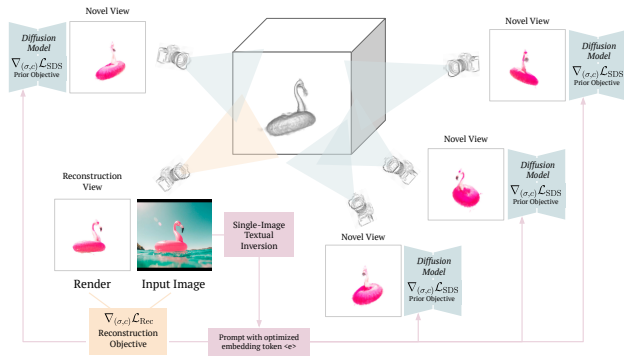 Novel View
Diffusion
Model
∇(σ,c)ℒSDS
Prior Objective
Novel View
Diffusion
Model
∇(σ,c)ℒSDS
Prior Objective
Novel View
Diffusion
Model
∇(σ,c)ℒSDS
Prior Objective
Reconstruction
View
Render
Input Image
Single-Image
Textual
Inversion
Novel View
Diffusion
Model
∇(σ,c)ℒSDS
Prior Objective
∇(σ,c)ℒRec
Reconstruction
Objective
Prompt with optimized
embedding token <e>